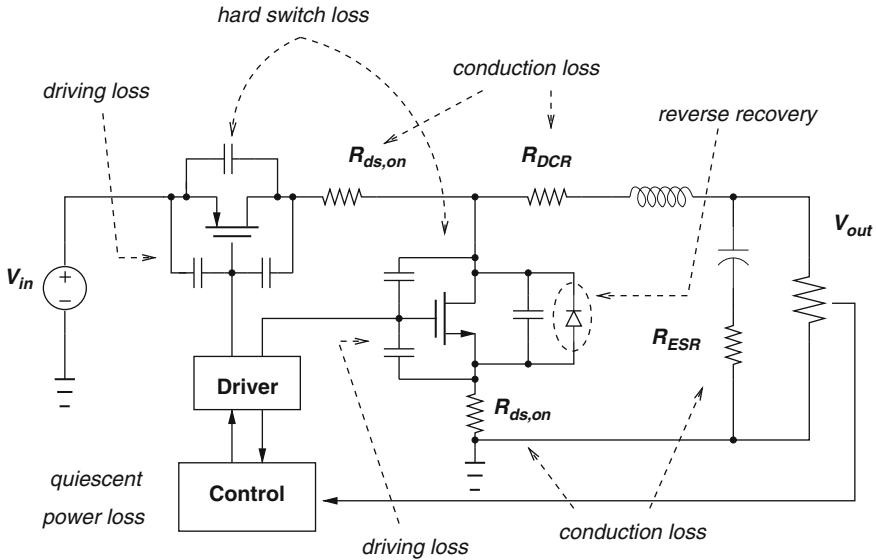 hard switch loss
conduction loss
driving loss
reverse recovery
R_ds,on
R_DCR
V_out
V_in
+
−
R_ESR
Driver
R_ds,on
quiescent
power loss
Control
driving loss
conduction loss